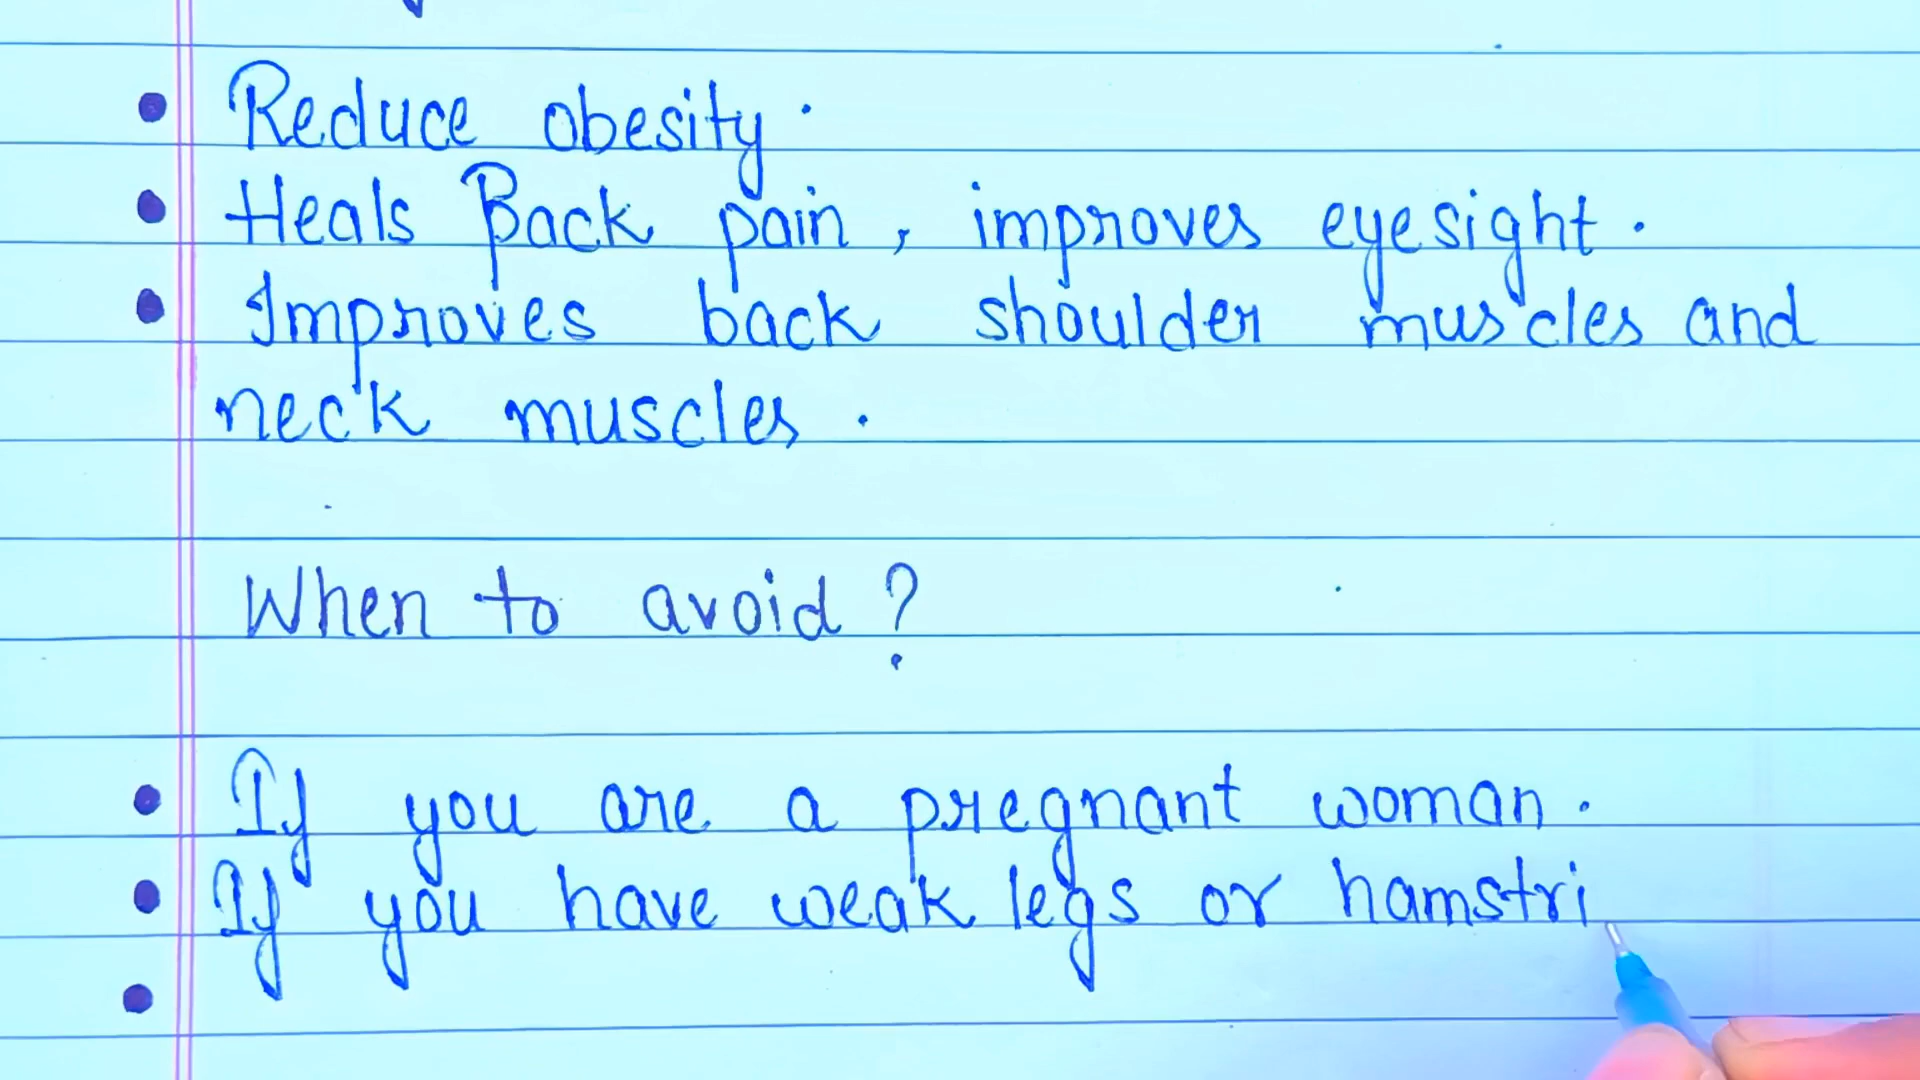 Reduce obesity.
Heals Back pain, improves eyesight.
Improves back shoulder muscles and
neck muscles.
When to avoid?
If you are a pregnant woman.
If you have weak legs or hamstri